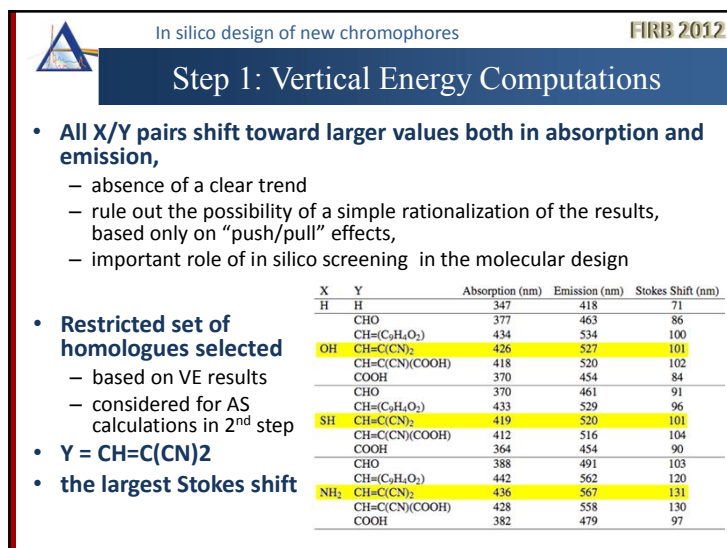 In silico design of new chromophores
FIRB 2012
Step 1: Vertical Energy Computations
• All X/Y pairs shift toward larger values both in absorption and
emission,
– absence of a clear trend
– rule out the possibility of a simple rationalization of the results,
based only on “push/pull” effects,
– important role of in silico screening in the molecular design
• Restricted set of
homologues selected
– based on VE results
– considered for AS
calculations in 2nd step
• Y = CH=C(CN)2
• the largest Stokes shift
X Y Absorption (nm) Emission (nm) Stokes Shift (nm)
H H 347 418 71
CHO 377 463 86
CH=(C₉H₄O₂) 434 534 100
OH CH=C(CN)₂ 426 527 101
CH=C(CN)(COOH) 418 520 102
COOH 370 454 84
CHO 370 461 91
CH=(C₉H₄O₂) 433 529 96
SH CH=C(CN)₂ 419 520 101
CH=C(CN)(COOH) 412 516 104
COOH 364 454 90
CHO 388 491 103
CH=(C₉H₄O₂) 442 562 120
NH₂ CH=C(CN)₂ 436 567 131
CH=C(CN)(COOH) 428 558 130
COOH 382 479 97